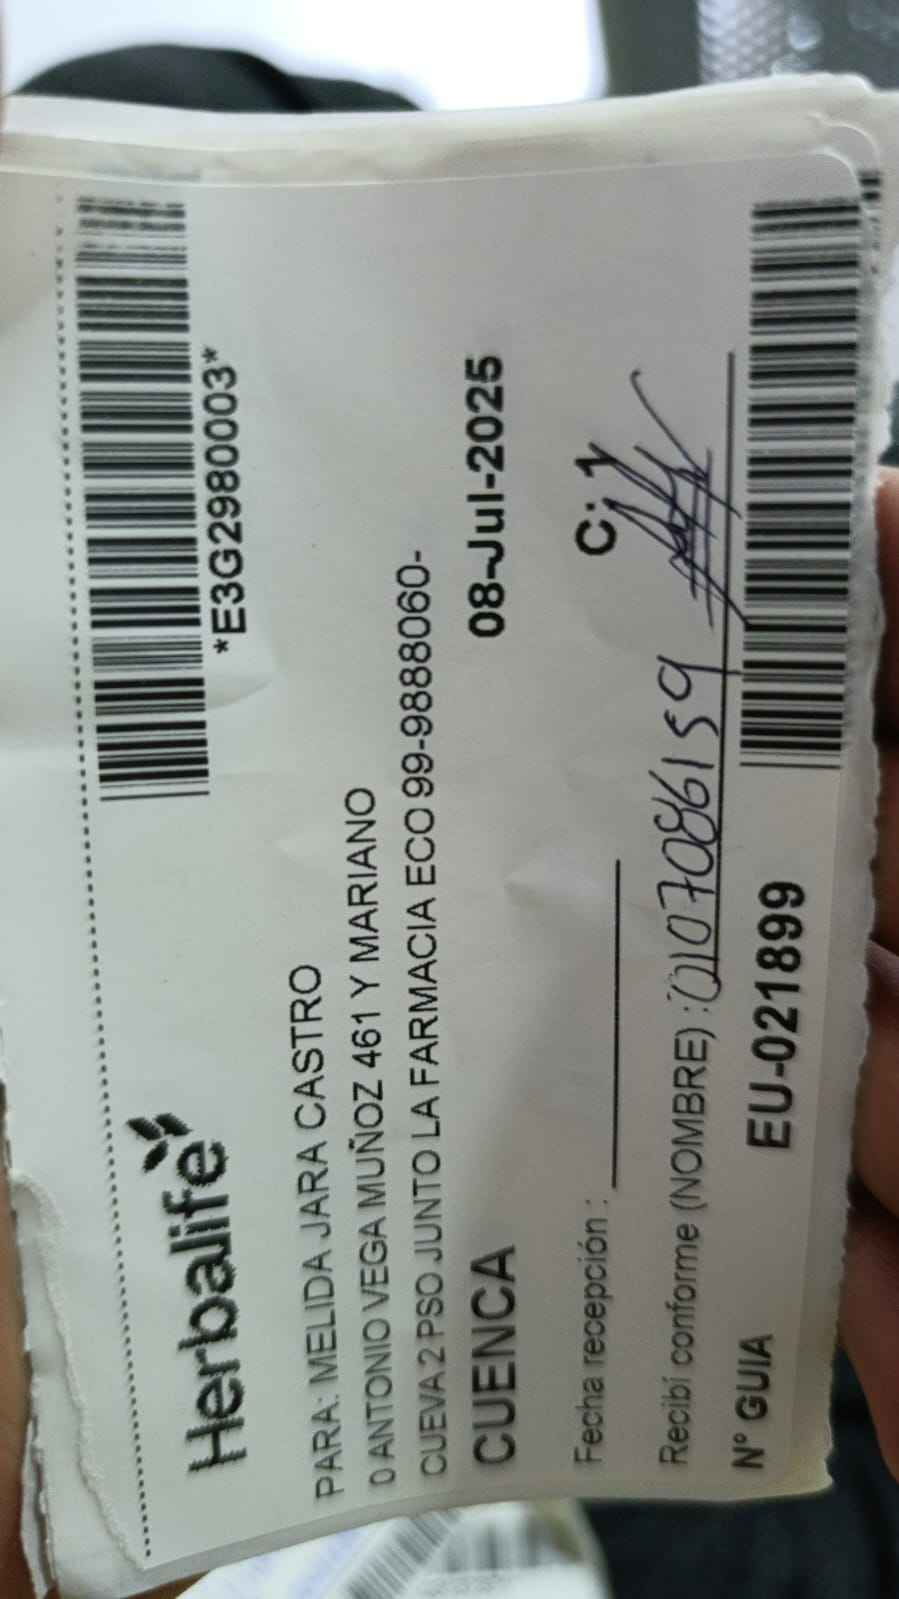 *E3G2980003*
Herbalife
PARA: MELIDA JARA CASTRO
0 ANTONIO VEGA MUÑOZ 461 Y MARIANO
CUEVA 2 PSO JUNTO LA FARMACIA ECO 99-9888060-
CUENCA 08-Jul-2025
Fecha recepción : C: 1
Recibí conforme (NOMBRE) : 0107086159
N° GUIA EU-021899